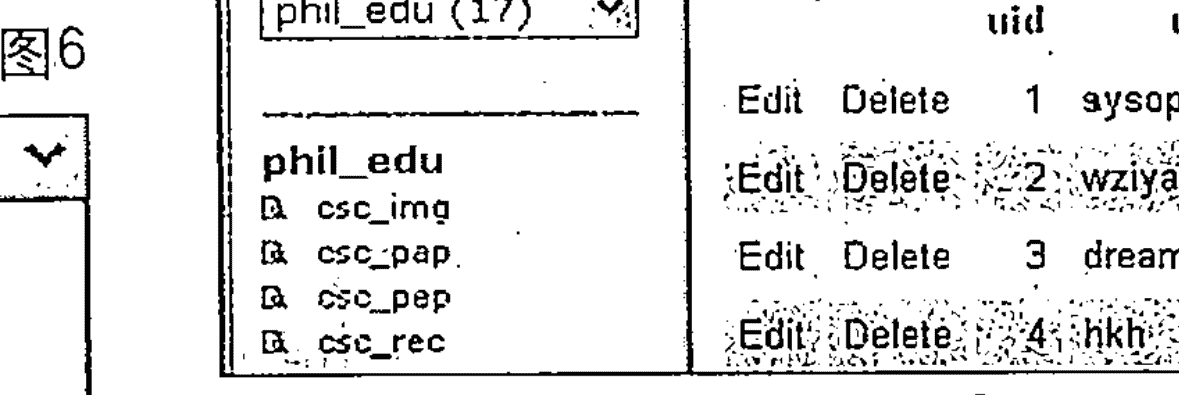 图6
phil_edu (17)
phil_edu
csc_img
csc_pap
csc_pep
csc_rec
uid
Edit Delete 1 sysop
Edit Delete 2 wziya
Edit Delete 3 dream
Edit Delete 4 hkh